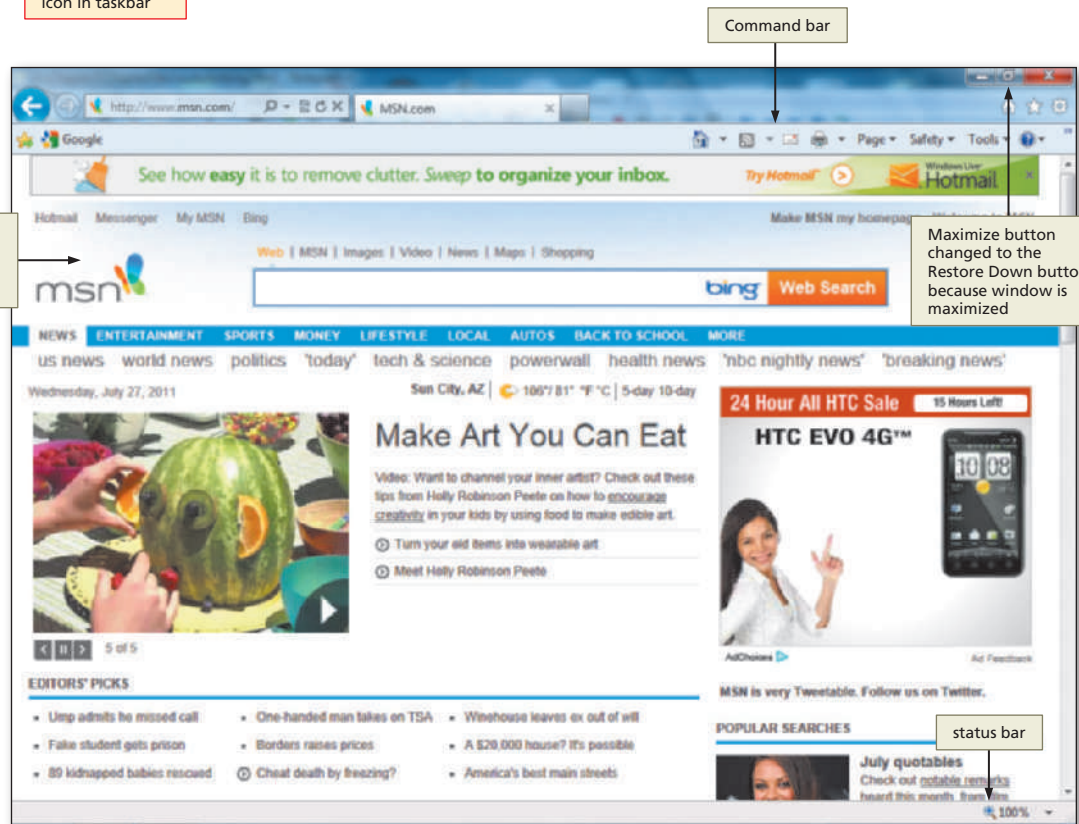 icon in taskbar
Command bar
http://www.msn.com/
MSN.com
Google
Page
Safety
Tools
See how easy it is to remove clutter. Sweep to organize your inbox.
Try Hotmail
Windows Live
Hotmail
Hotmail Messenger My MSN Bing
Make MSN my homepage
Web | MSN | Images | Video | News | Maps | Shopping
msn
bing
Web Search
Maximize button
changed to the
Restore Down butto
because window is
maximized
NEWS ENTERTAINMENT SPORTS MONEY LIFESTYLE LOCAL AUTOS BACK TO SCHOOL MORE
us news world news politics 'today' tech & science powerwall health news 'nbc nightly news' 'breaking news'
Wednesday, July 27, 2011
Sun City, AZ | 106°/ 81° °F °C | 5-day 10-day
Make Art You Can Eat
Video: Want to channel your inner artist? Check out these
tips from Holly Robinson Peete on how to encourage
creativity in your kids by using food to make edible art.
Turn your old items into wearable art
Meet Holly Robinson Peete
5 of 5
24 Hour All HTC Sale
15 Hours Left!
HTC EVO 4G™
10 08
AdChoices
Ad Feedback
MSN is very Tweetable. Follow us on Twitter.
EDITORS' PICKS
Ump admits he missed call
Fake student gets prison
89 kidnapped babies rescued
One-handed man takes on TSA
Borders raises prices
Cheat death by freezing?
Winehouse leaves ex out of will
A $20,000 house? It's possible
America's best main streets
POPULAR SEARCHES
status bar
July quotables
Check out notable remarks
heard this month, from
100%